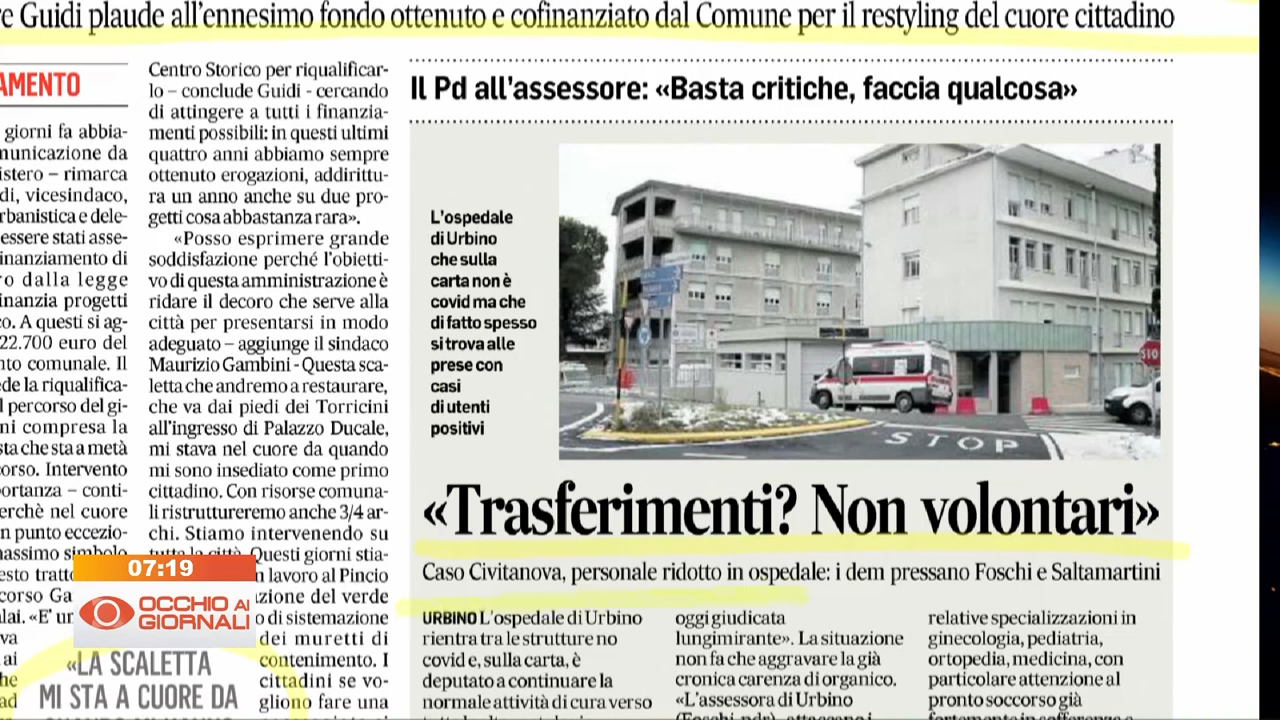 Guidi plaude all'ennesimo fondo ottenuto e cofinanziato dal Comune per il restyling del cuore cittadino
AMENTO
giorni fa abbia-
municazione da
istero – rimarca
di, vicesindaco,
rbanistica e dele-
essere stati asse-
inanziamento di
dalla legge
inanzia progetti
co. A questi si ag-
22.700 euro del
nto comunale. Il
ede la riqualifica-
l percorso del gi-
ni compresa la
sta che sta a metà
orso. Intervento
portanza – conti-
erchè nel cuore
n punto eccezio-
massimo simbolo
esto tratto
corso Ga
lai. «E' un
va
ai
he
ad
Centro Storico per riqualificar-
lo – conclude Guidi - cercando
di attingere a tutti i finanzia-
menti possibili: in questi ultimi
quattro anni abbiamo sempre
ottenuto erogazioni, addirittu-
ra un anno anche su due pro-
getti cosa abbastanza rara».
«Posso esprimere grande
soddisfazione perché l'obietti-
vo di questa amministrazione è
ridare il decoro che serve alla
città per presentarsi in modo
adeguato – aggiunge il sindaco
Maurizio Gambini - Questa sca-
letta che andremo a restaurare,
che va dai piedi dei Torricini
all'ingresso di Palazzo Ducale,
mi stava nel cuore da quando
mi sono insediato come primo
cittadino. Con risorse comuna-
li ristruttureremo anche 3/4 ar-
chi. Stiamo intervenendo su
tutta la città. Questi giorni stia-
lavoro al Pincio
zione del verde
o di sistemazione
dei muretti di
contenimento. I
cittadini se vo-
gliono fare una
«LA SCALETTA
MI STA A CUORE DA
07:19
OCCHIO AI
GIORNALI
Il Pd all'assessore: «Basta critiche, faccia qualcosa»
L'ospedale
di Urbino
che sulla
carta non è
covid ma che
di fatto spesso
si trova alle
prese con
casi
di utenti
positivi
STOP
«Trasferimenti? Non volontari»
Caso Civitanova, personale ridotto in ospedale: i dem pressano Foschi e Saltamartini
URBINO L'ospedale di Urbino
rientra tra le strutture no
covid e, sulla carta, è
deputato a continuare la
normale attività di cura verso
oggi giudicata
lungimirante». La situazione
non fa che aggravare la già
cronica carenza di organico.
«L'assessora di Urbino
relative specializzazioni in
ginecologia, pediatria,
ortopedia, medicina, con
particolare attenzione al
pronto soccorso già